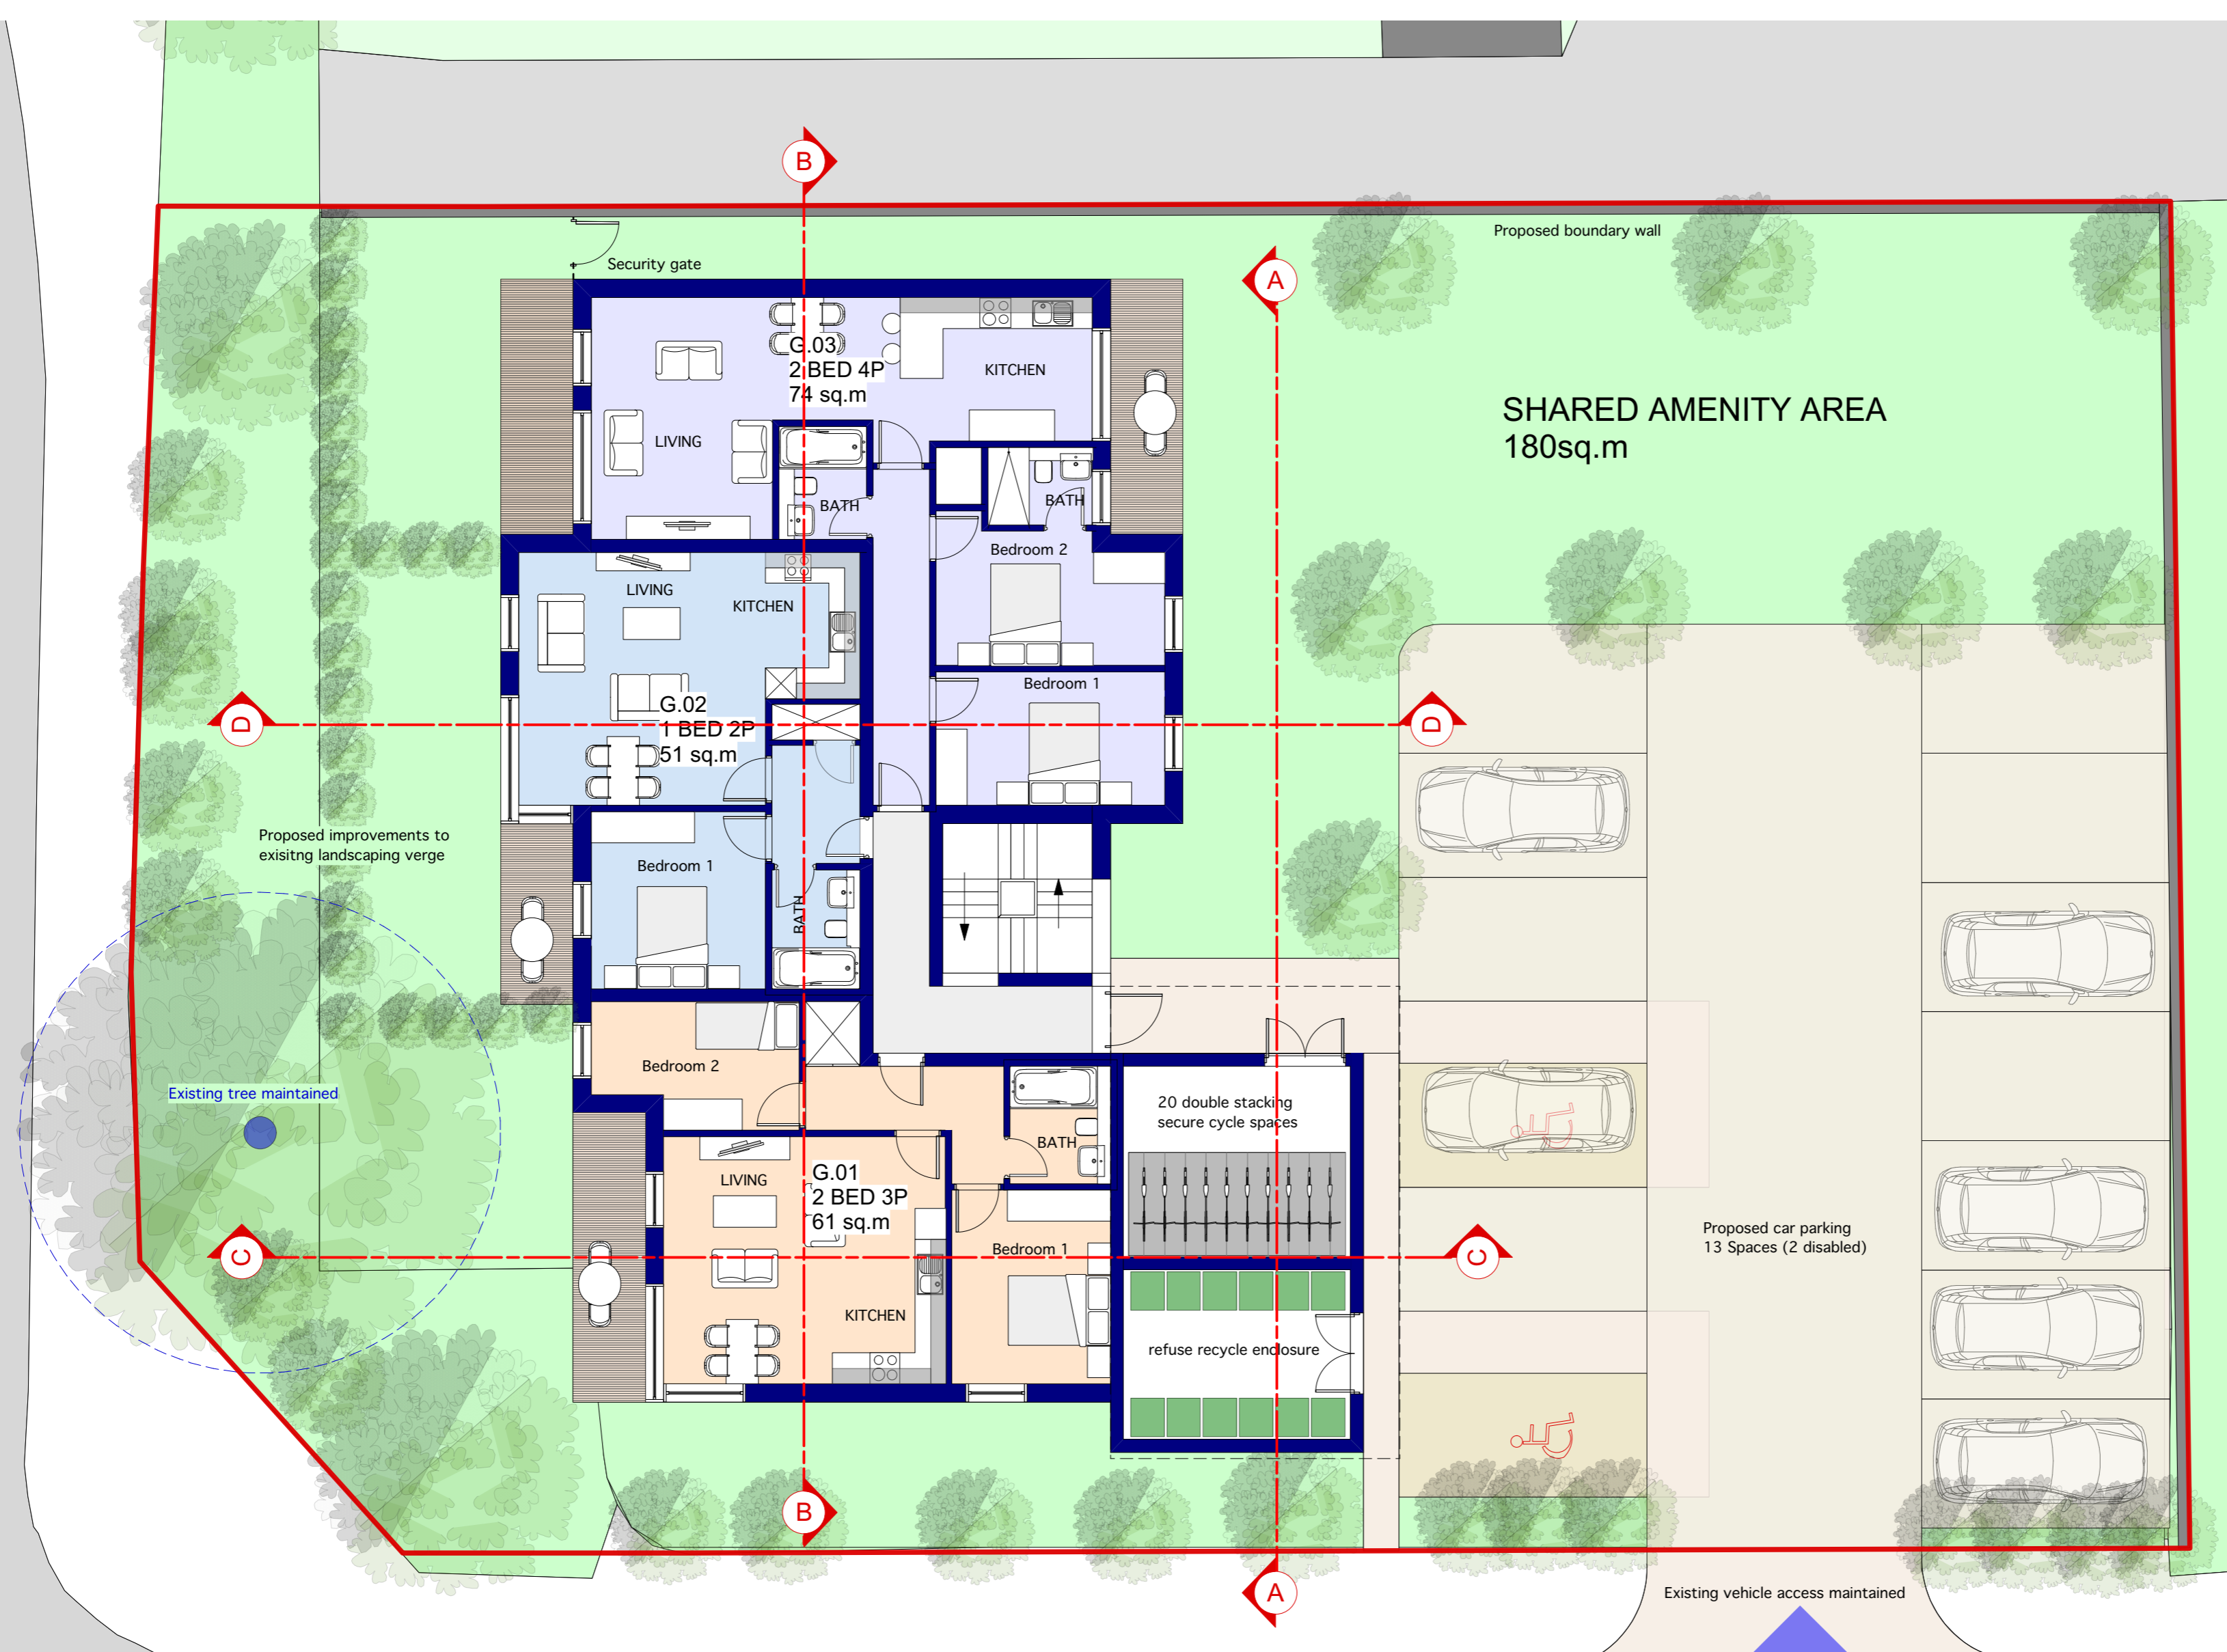 B
Proposed boundary wall
Security gate
A
G.03
2 BED 4P
74 sq.m
KITCHEN
LIVING
SHARED AMENITY AREA
180sq.m
BATH
BATH
Bedroom 2
LIVING
KITCHEN
Bedroom 1
G.02
1 BED 2P
51 sq.m
D
D
Proposed improvements to
exisitng landscaping verge
Bedroom 1
BATH
Bedroom 2
Existing tree maintained
20 double stacking
secure cycle spaces
BATH
LIVING
G.01
2 BED 3P
61 sq.m
Bedroom 1
Proposed car parking
13 Spaces (2 disabled)
C
C
KITCHEN
refuse recycle enclosure
B
A
Existing vehicle access maintained